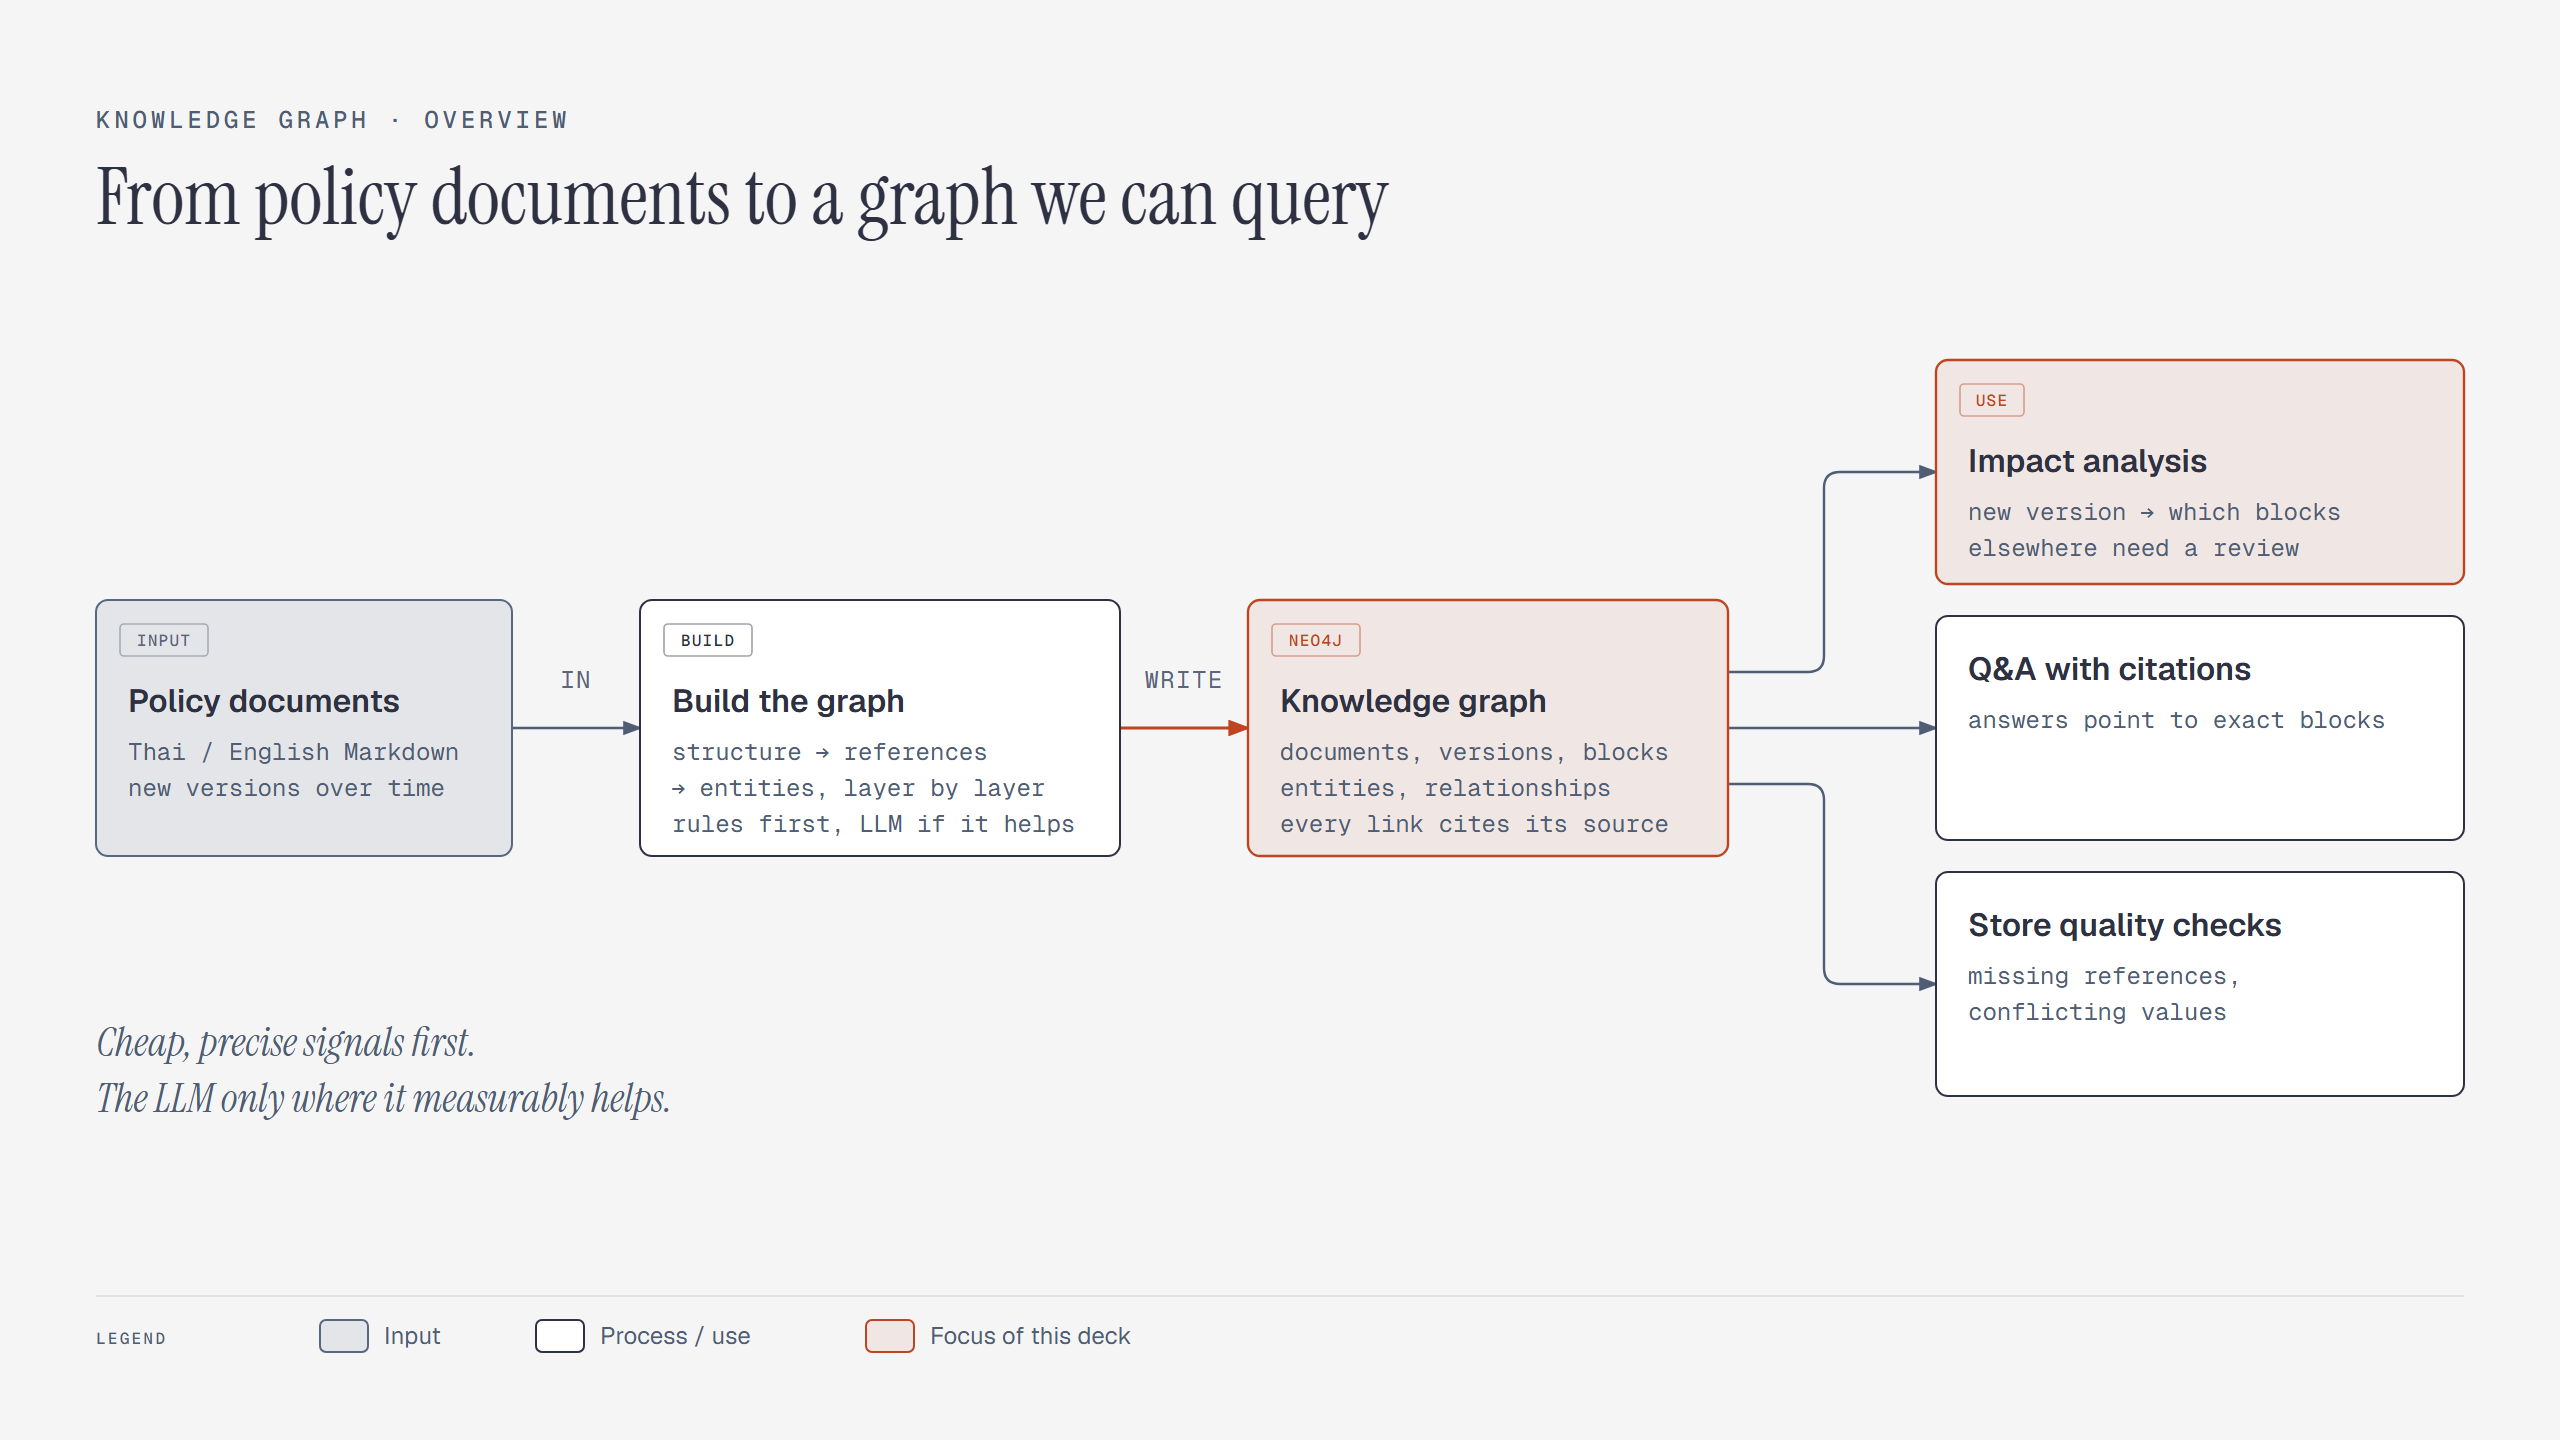 KNOWLEDGE GRAPH · OVERVIEW
From policy documents to a graph we can query
INPUT
Policy documents
Thai / English Markdown
new versions over time
IN
BUILD
Build the graph
structure → references
→ entities, layer by layer
rules first, LLM if it helps
WRITE
NEO4J
Knowledge graph
documents, versions, blocks
entities, relationships
every link cites its source
USE
Impact analysis
new version → which blocks
elsewhere need a review
Q&A with citations
answers point to exact blocks
Store quality checks
missing references,
conflicting values
Cheap, precise signals first.
The LLM only where it measurably helps.
LEGEND
Input
Process / use
Focus of this deck